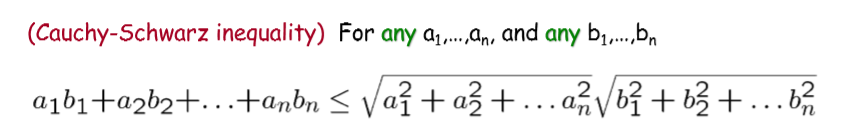 (Cauchy-Schwarz inequality) For any a₁,...,aₙ, and any b₁,...,bₙ
a₁b₁+a₂b₂+...+aₙbₙ ≤ √(a₁²+a₂²+...aₙ²)√(b₁²+b₂²+...bₙ²)